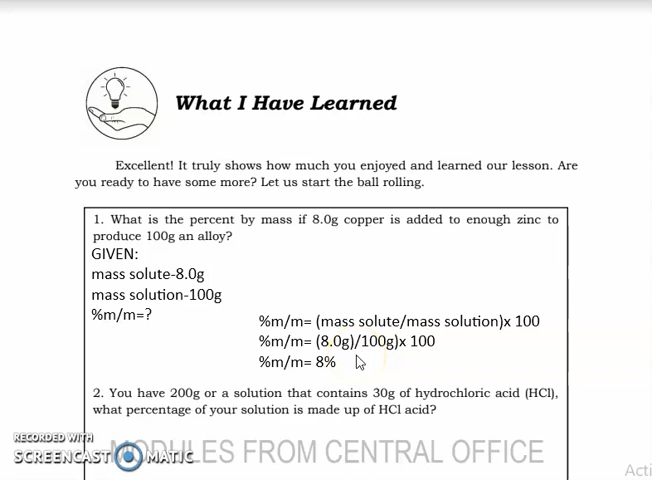 What I Have Learned
Excellent! It truly shows how much you enjoyed and learned our lesson. Are
you ready to have some more? Let us start the ball rolling.
1. What is the percent by mass if 8.0g copper is added to enough zinc to
produce 100g an alloy?
GIVEN:
mass solute-8.0g
mass solution-100g
%m/m=?
%m/m= (mass solute/mass solution)x 100
%m/m= (8.0g)/100g)x 100
%m/m= 8%
2. You have 200g or a solution that contains 30g of hydrochloric acid (HCl),
what percentage of your solution is made up of HCl acid?
RECORDED WITH
SCREENCAST MATIC
MODULES FROM CENTRAL OFFICE
Acti